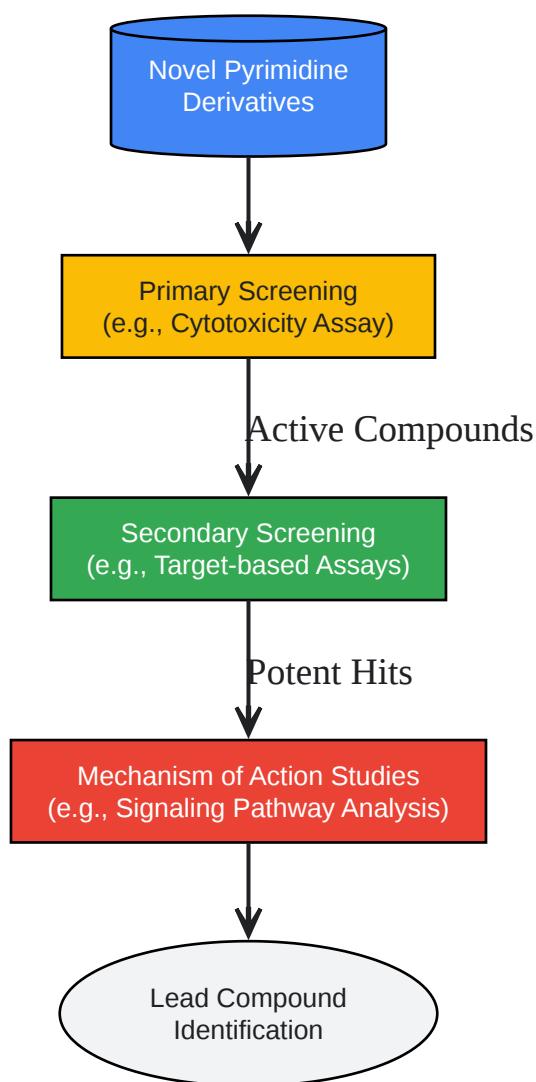 Novel Pyrimidine
Derivatives
Primary Screening
(e.g., Cytotoxicity Assay)
Active Compounds
Secondary Screening
(e.g., Target-based Assays)
Potent Hits
Mechanism of Action Studies
(e.g., Signaling Pathway Analysis)
Lead Compound
Identification